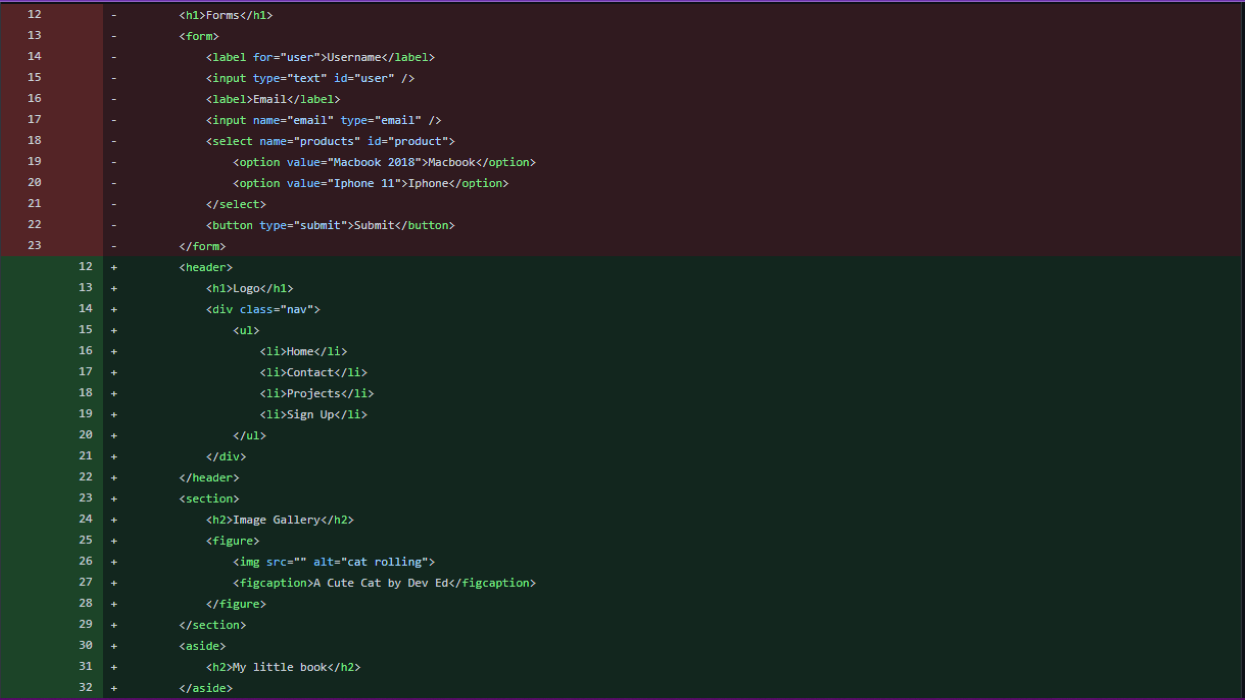 12 - <h1>Forms</h1>
13 - <form>
14 - <label for="user">Username</label>
15 - <input type="text" id="user" />
16 - <label>Email</label>
17 - <input name="email" type="email" />
18 - <select name="products" id="product">
19 - <option value="Macbook 2018">Macbook</option>
20 - <option value="Iphone 11">Iphone</option>
21 - </select>
22 - <button type="submit">Submit</button>
23 - </form>
12 + <header>
13 + <h1>Logo</h1>
14 + <div class="nav">
15 + <ul>
16 + <li>Home</li>
17 + <li>Contact</li>
18 + <li>Projects</li>
19 + <li>Sign Up</li>
20 + </ul>
21 + </div>
22 + </header>
23 + <section>
24 + <h2>Image Gallery</h2>
25 + <figure>
26 + <img src="" alt="cat rolling">
27 + <figcaption>A Cute Cat by Dev Ed</figcaption>
28 + </figure>
29 + </section>
30 + <aside>
31 + <h2>My little book</h2>
32 + </aside>